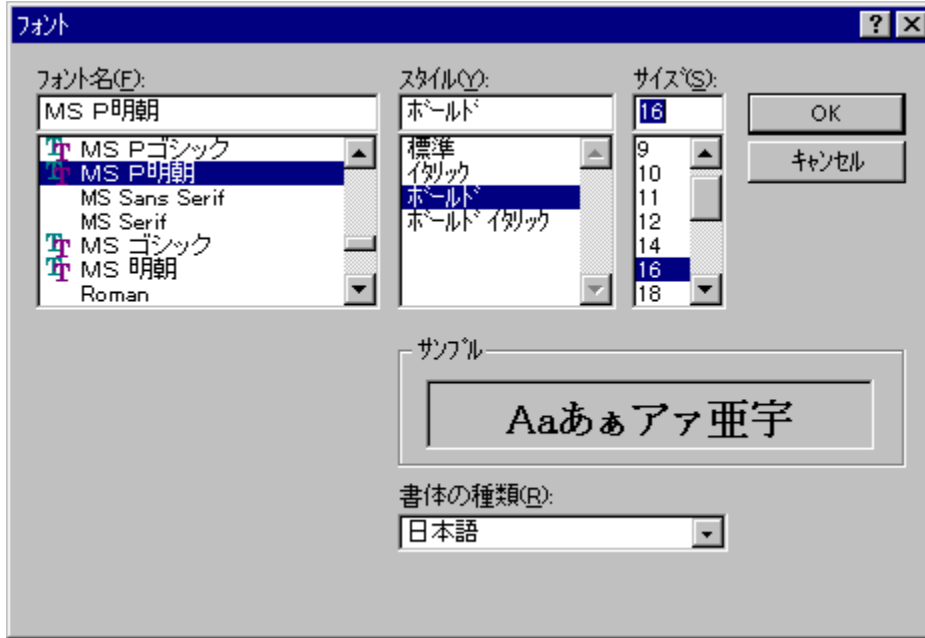 フォント
フォント名(F):
MS P明朝
MS Pゴシック
MS P明朝
MS Sans Serif
MS Serif
MS ゴシック
MS 明朝
Roman
スタイル(Y):
ボールド
標準
イタリック
ボールド
ボールド イタリック
サイズ(S):
16
9
10
11
12
14
16
18
OK
キャンセル
サンプル
Aaあぁアァ亜宇
書体の種類(R):
日本語